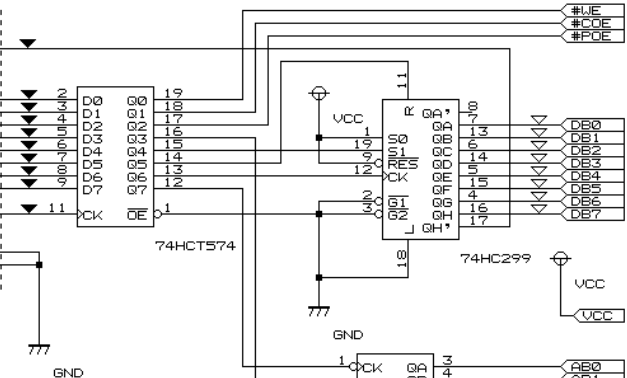 #WE
#COE
#POE
11
2 D0 Q0 19
3 D1 Q1 18
4 D2 Q2 17
5 D3 Q3 16
6 D4 Q4 15
7 D5 Q5 14
8 D6 Q6 13
9 D7 Q7 12
11 CK OE 1
74HCT574
VCC
R QA' 8
QA 7 DB0
1 S0 QB 13 DB1
19 S1 QC 6 DB2
9 RES QD 14 DB3
12 CK QE 5 DB4
QF 15 DB5
2 G1 QG 4 DB6
3 G2 QH 16 DB7
L QH' 17
18
74HC299
VCC
VCC
GND
GND
1 CK QA 3 AB0
4